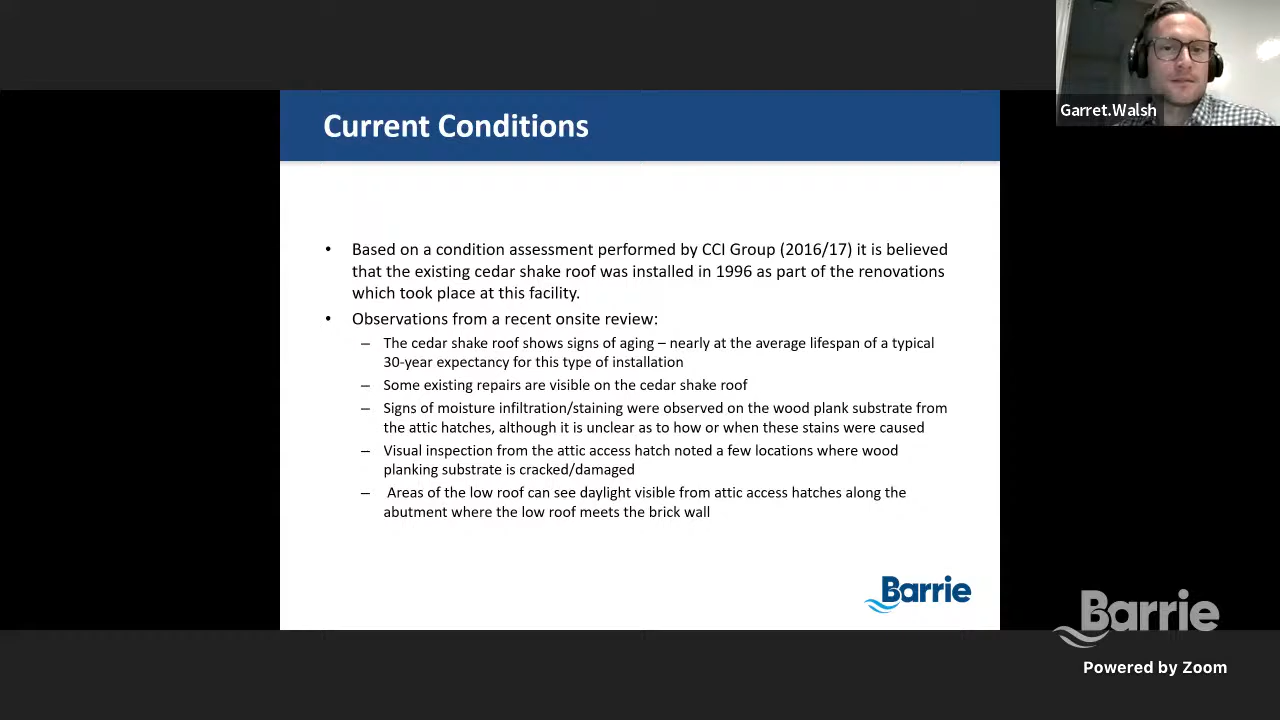 Garret.Walsh
Current Conditions
• Based on a condition assessment performed by CCI Group (2016/17) it is believed
that the existing cedar shake roof was installed in 1996 as part of the renovations
which took place at this facility.
• Observations from a recent onsite review:
– The cedar shake roof shows signs of aging – nearly at the average lifespan of a typical
30-year expectancy for this type of installation
– Some existing repairs are visible on the cedar shake roof
– Signs of moisture infiltration/staining were observed on the wood plank substrate from
the attic hatches, although it is unclear as to how or when these stains were caused
– Visual inspection from the attic access hatch noted a few locations where wood
planking substrate is cracked/damaged
– Areas of the low roof can see daylight visible from attic access hatches along the
abutment where the low roof meets the brick wall
Barrie
Barrie
Powered by Zoom